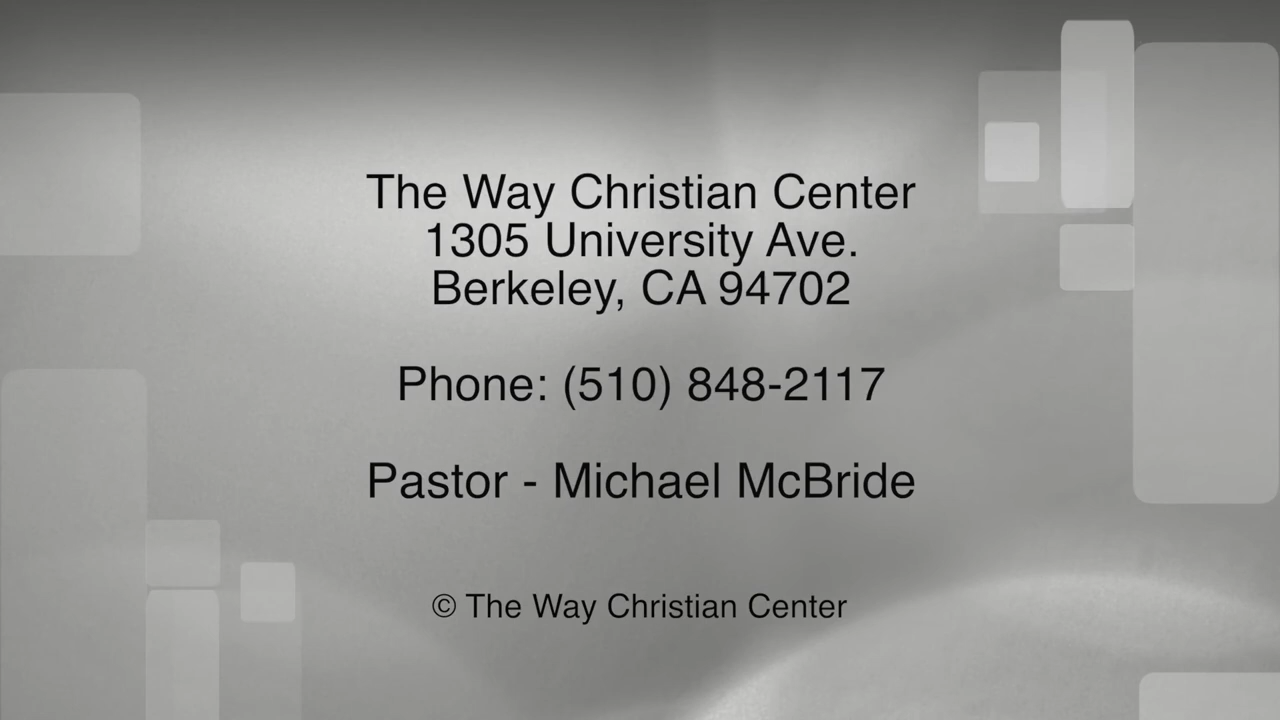 The Way Christian Center
1305 University Ave.
Berkeley, CA 94702
Phone: (510) 848-2117
Pastor - Michael McBride
© The Way Christian Center